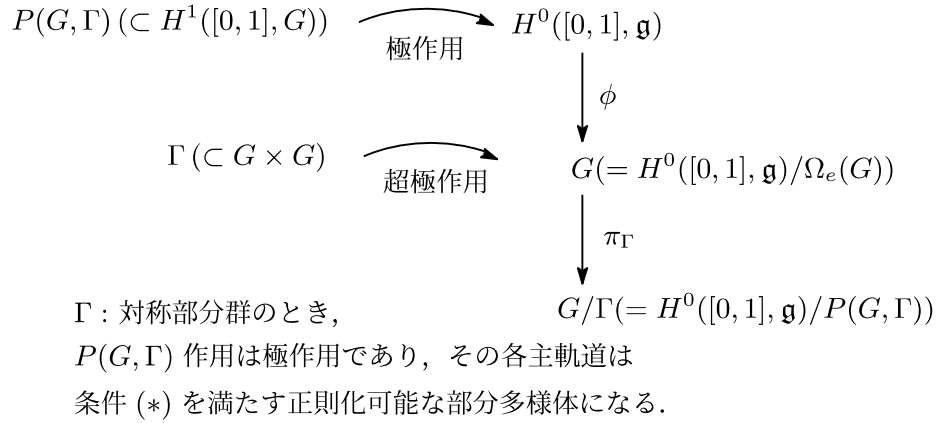 P(G, Γ) (⊂ H¹([0, 1], G))
極作用
H⁰([0, 1], 𝔤)
ϕ
Γ (⊂ G × G)
超極作用
G(= H⁰([0, 1], 𝔤)/Ωₑ(G))
π_Γ
G/Γ(= H⁰([0, 1], 𝔤)/P(G, Γ))
Γ : 対称部分群のとき,
P(G, Γ) 作用は極作用であり, その各主軌道は
条件 (∗) を満たす正則化可能な部分多様体になる.